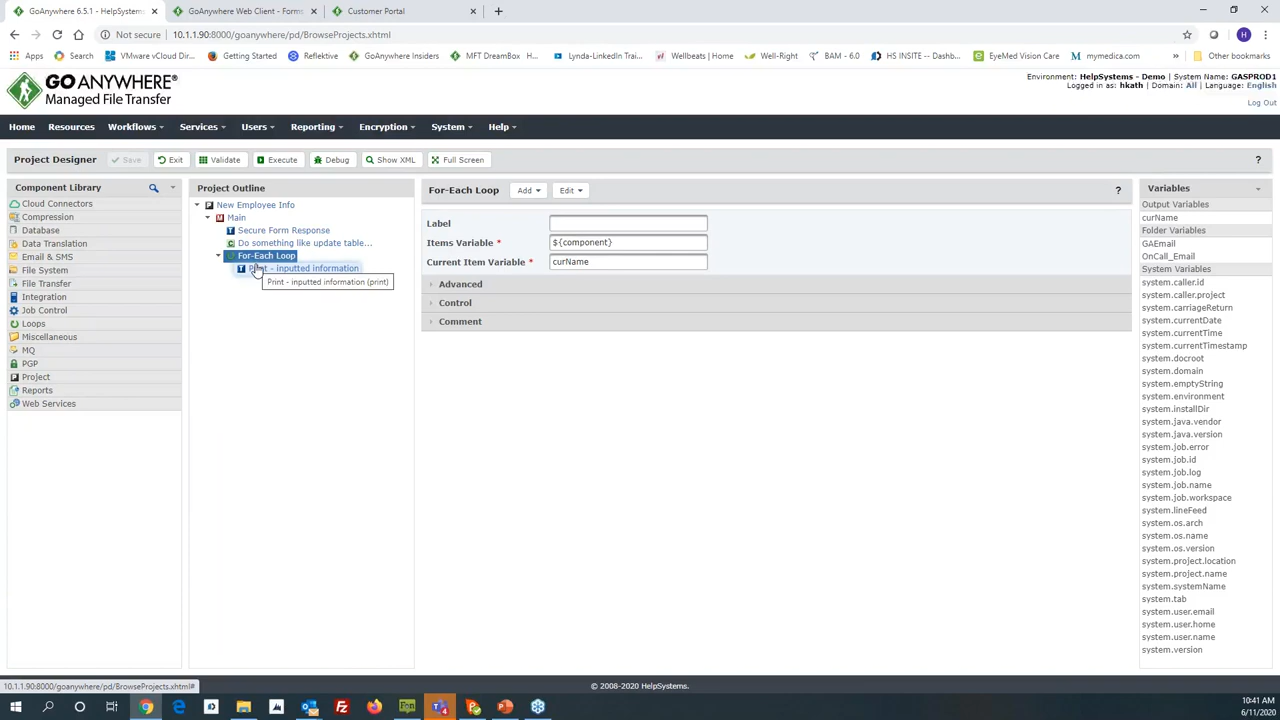 GoAnywhere 6.5.1 - HelpSystems ×
GoAnywhere Web Client - Forms ×
Customer Portal ×
Not secure | 10.1.1.90:8000/goanywhere/pd/BrowseProjects.xhtml
Apps Search VMware vCloud Dir... Getting Started Reflektive GoAnywhere Insiders MFT DreamBox H... Lynda-LinkedIn Trai... Wellbeats | Home Well-Right BAM - 6.0 HS INSITE -- Dashb... EyeMed Vision Care mymedica.com » Other bookmarks
GOANYWHERE®
Managed File Transfer
Environment: HelpSystems - Demo | System Name: GASPROD1
Logged in as: hkath | Domain: All | Language: English
Log Out
Home Resources Workflows Services Users Reporting Encryption System Help
Project Designer Save Exit Validate Execute Debug Show XML Full Screen ?
Component Library
Cloud Connectors
Compression
Database
Data Translation
Email & SMS
File System
File Transfer
Integration
Job Control
Loops
Miscellaneous
MQ
PGP
Project
Reports
Web Services
Project Outline
New Employee Info
Main
Secure Form Response
Do something like update table...
For-Each Loop
Print - inputted information
Print - inputted information (print)
For-Each Loop Add Edit ?
Label
Items Variable * ${component}
Current Item Variable * curName
Advanced
Control
Comment
Variables
Output Variables
curName
Folder Variables
GAEmail
OnCall_Email
System Variables
system.caller.id
system.caller.project
system.carriageReturn
system.currentDate
system.currentTime
system.currentTimestamp
system.docroot
system.domain
system.emptyString
system.environment
system.installDir
system.java.vendor
system.java.version
system.job.error
system.job.id
system.job.log
system.job.name
system.job.workspace
system.lineFeed
system.os.arch
system.os.name
system.os.version
system.project.location
system.project.name
system.systemName
system.tab
system.user.email
system.user.home
system.user.name
system.version
10.1.1.90:8000/goanywhere/pd/BrowseProjects.xhtml#
© 2008-2020 HelpSystems.
10:41 AM
6/11/2020